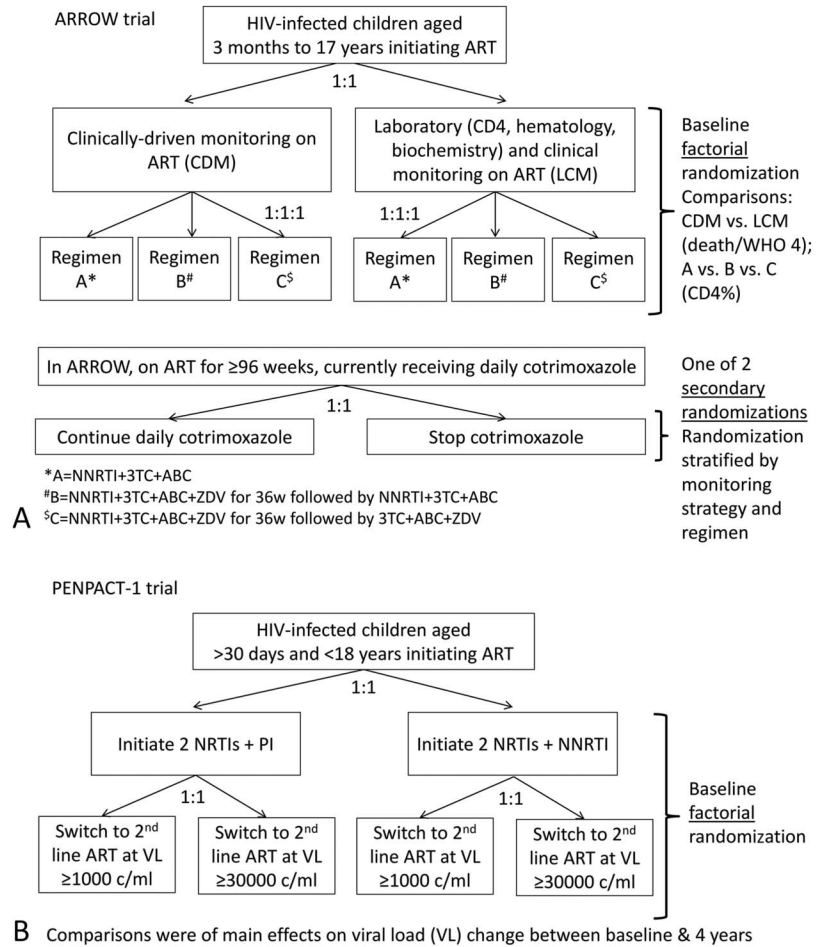 ARROW trial
HIV-infected children aged
3 months to 17 years initiating ART
1:1
Clinically-driven monitoring on
ART (CDM)
Laboratory (CD4, hematology,
biochemistry) and clinical
monitoring on ART (LCM)
1:1:1
1:1:1
Regimen
A*
Regimen
B#
Regimen
C$
Regimen
A*
Regimen
B#
Regimen
C$
Baseline
factorial
randomization
Comparisons:
CDM vs. LCM
(death/WHO 4);
A vs. B vs. C
(CD4%)
In ARROW, on ART for ≥96 weeks, currently receiving daily cotrimoxazole
1:1
Continue daily cotrimoxazole
Stop cotrimoxazole
One of 2
secondary
randomizations
Randomization
stratified by
monitoring
strategy and
regimen
*A=NNRTI+3TC+ABC
#B=NNRTI+3TC+ABC+ZDV for 36w followed by NNRTI+3TC+ABC
$C=NNRTI+3TC+ABC+ZDV for 36w followed by 3TC+ABC+ZDV
A
PENPACT-1 trial
HIV-infected children aged
>30 days and <18 years initiating ART
1:1
Initiate 2 NRTIs + PI
Initiate 2 NRTIs + NNRTI
1:1
1:1
Switch to 2nd
line ART at VL
≥1000 c/ml
Switch to 2nd
line ART at VL
≥30000 c/ml
Switch to 2nd
line ART at VL
≥1000 c/ml
Switch to 2nd
line ART at VL
≥30000 c/ml
Baseline
factorial
randomization
B Comparisons were of main effects on viral load (VL) change between baseline & 4 years